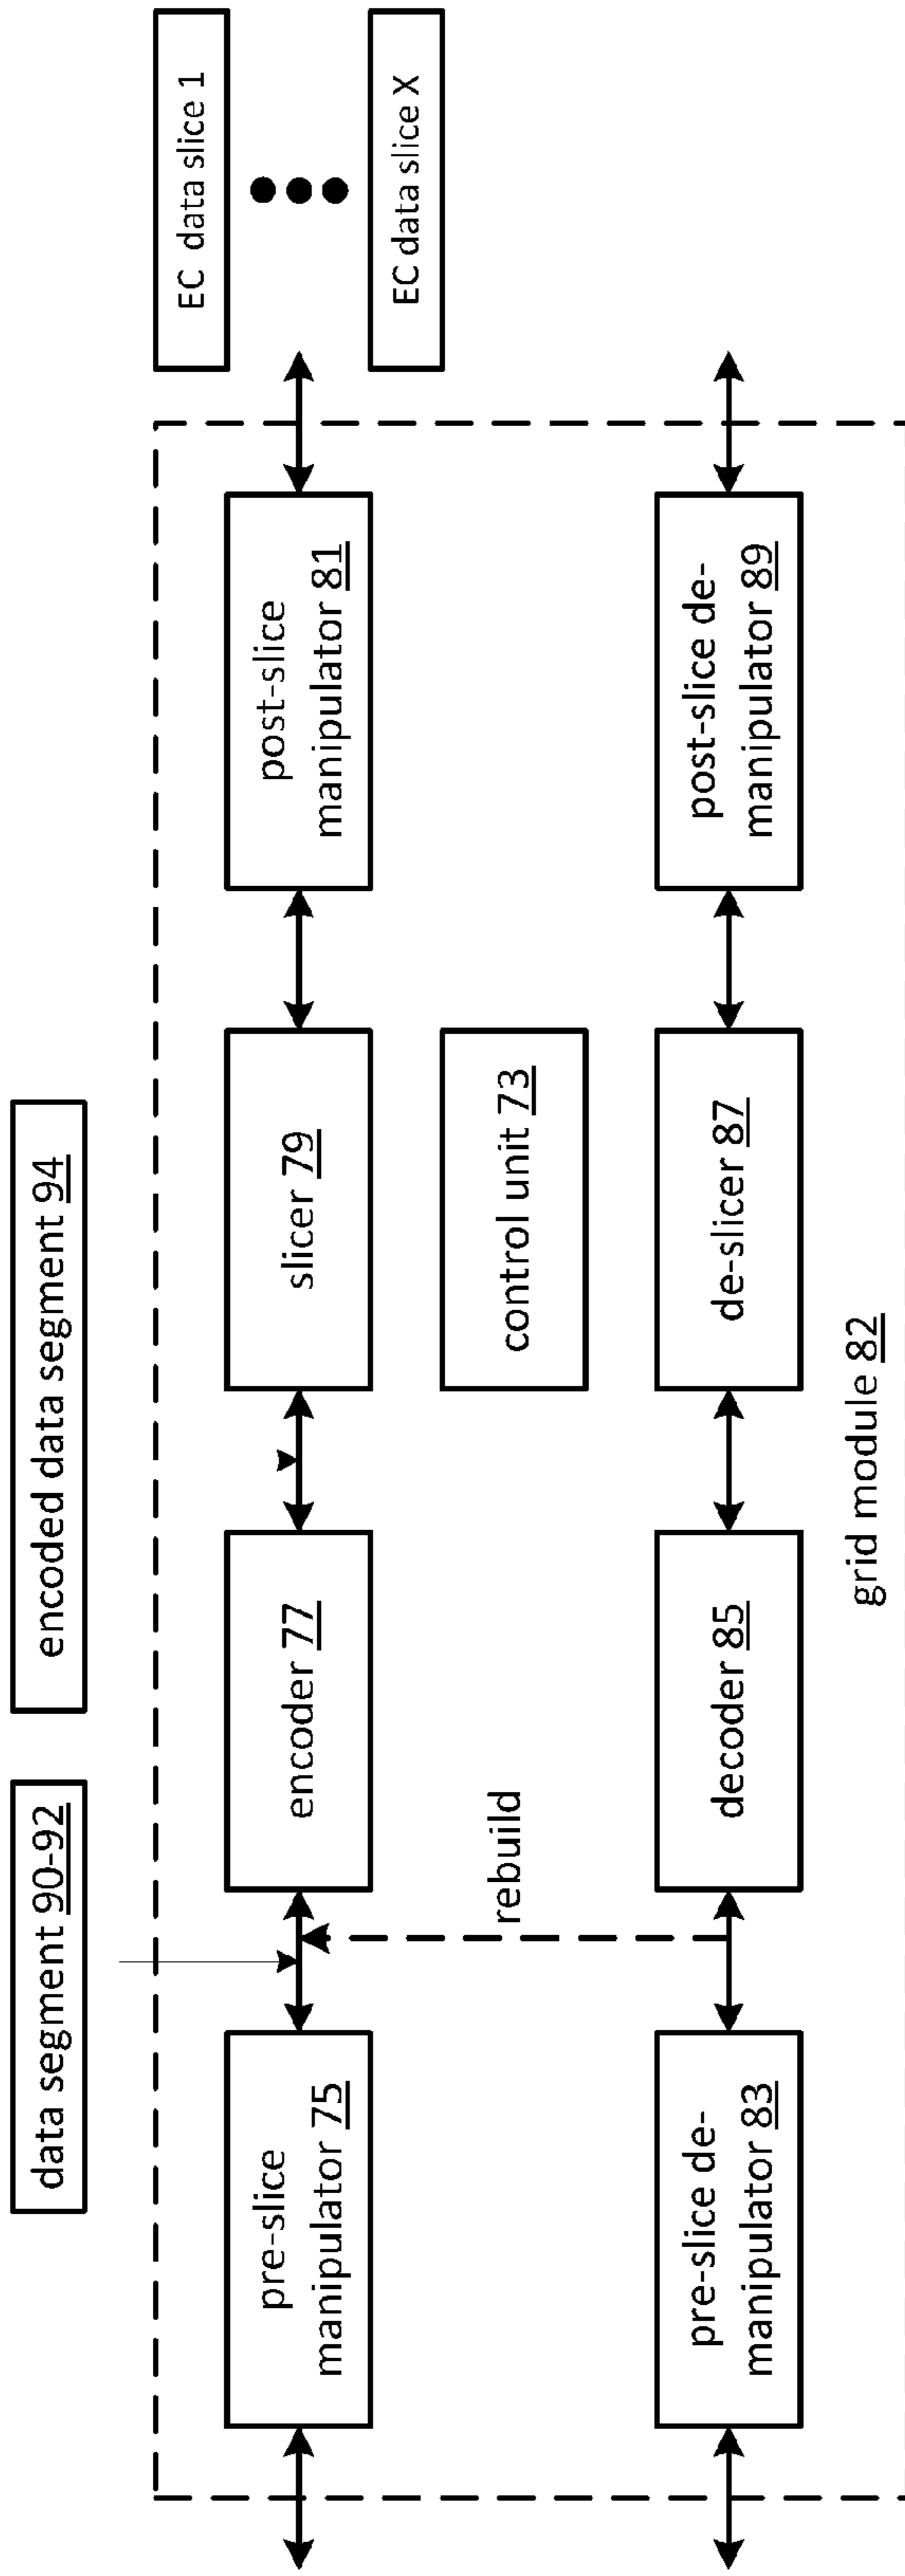 data segment 90-92
encoded data segment 94
EC data slice 1
EC data slice X
pre-slice
manipulator 75
encoder 77
slicer 79
post-slice
manipulator 81
rebuild
control unit 73
pre-slice de-
manipulator 83
decoder 85
de-slicer 87
post-slice de-
manipulator 89
grid module 82